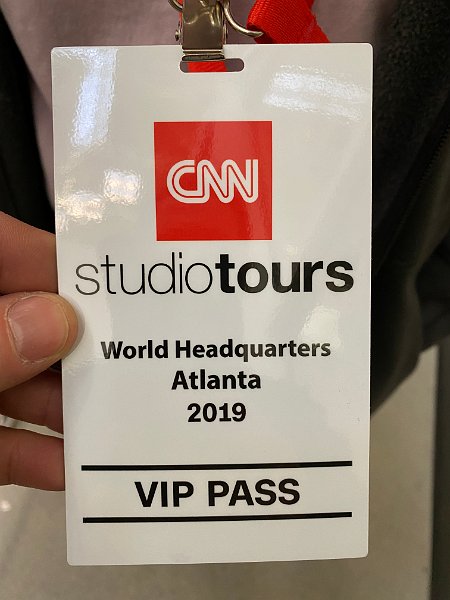 CNN
studiotours
World Headquarters
Atlanta
2019
VIP PASS